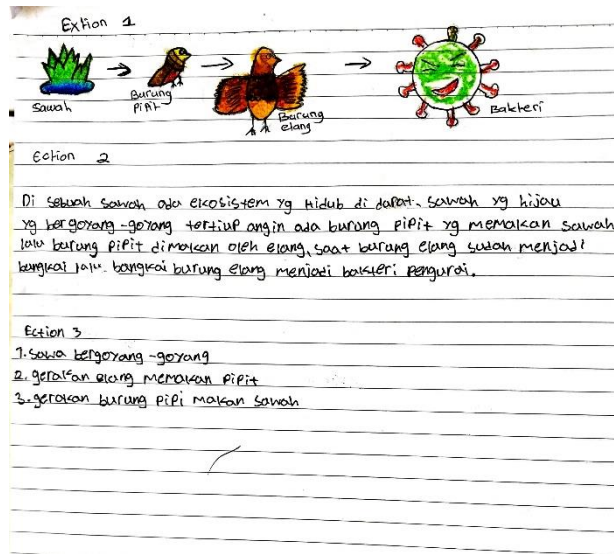 Extion 1
Sawah
Burung
Pipit
Burung
elang
Bakteri
Ection 2
Di sebuah sawah ada ekosistem yg Hidub di darat. sawah yg hijau
yg bergoyang-goyang tertiup angin ada burung pipit yg memakan sawah
lalu burung pipit dimakan oleh elang, saat burung elang sudah menjadi
bangkai lalu bangkai burung elang menjadi bakteri pengurai.
Ection 3
1. sawa bergoyang-goyang
2. gerakan elang memakan pipit
3. gerakan burung pipi makan sawah